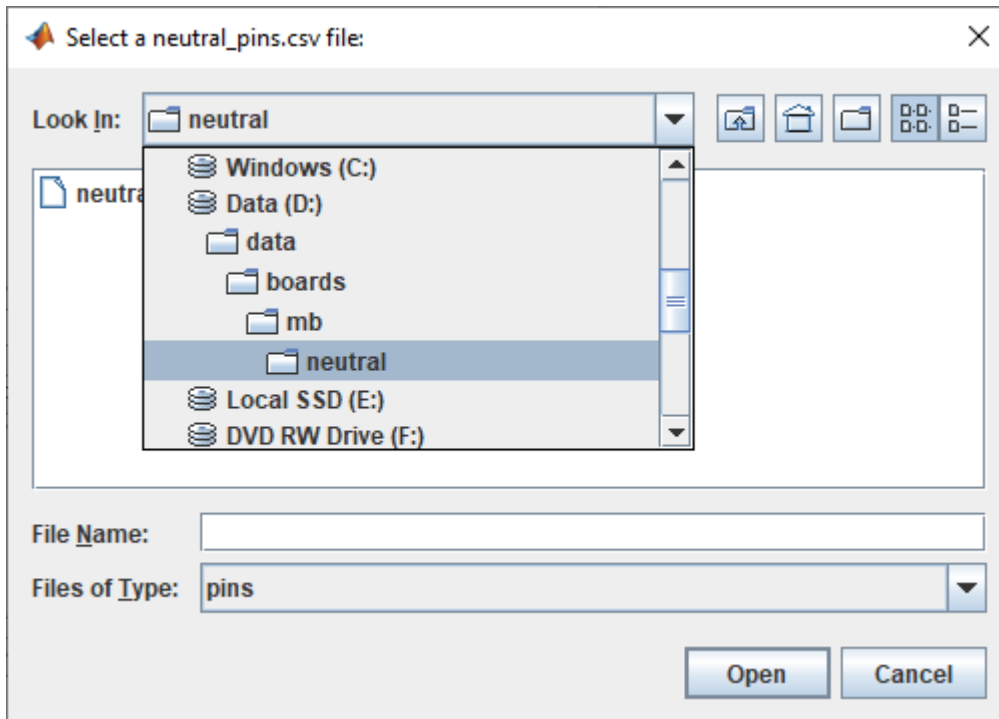 Select a neutral_pins.csv file:
Look In: neutral
Windows (C:)
neutra
Data (D:)
data
boards
mb
neutral
Local SSD (E:)
DVD RW Drive (F:)
File Name:
Files of Type: pins
Open Cancel